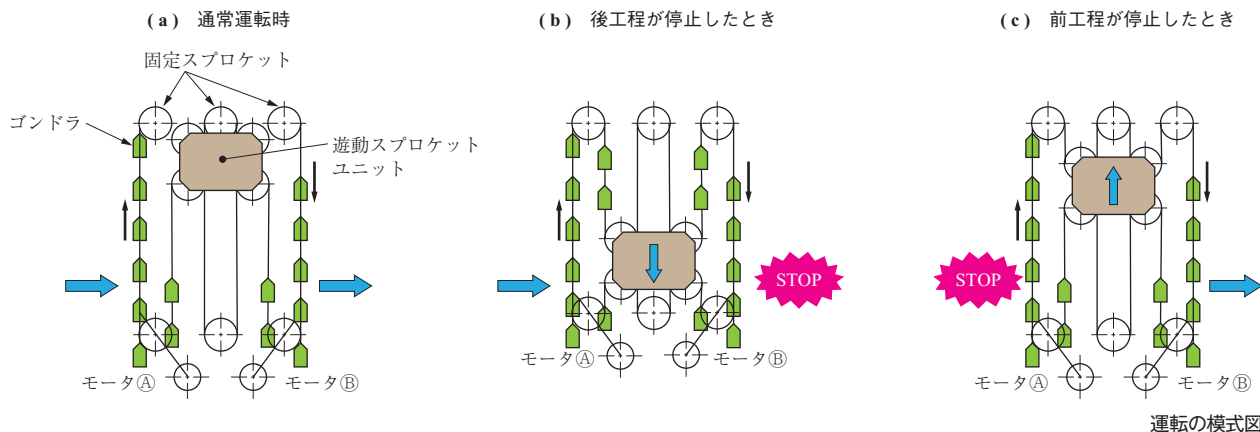 (a) 通常運転時
固定スプロケット
ゴンドラ
遊動スプロケット
ユニット
モータⒶ
モータⒷ
(b) 後工程が停止したとき
STOP
モータⒶ
モータⒷ
(c) 前工程が停止したとき
STOP
モータⒶ
モータⒷ
運転の模式図